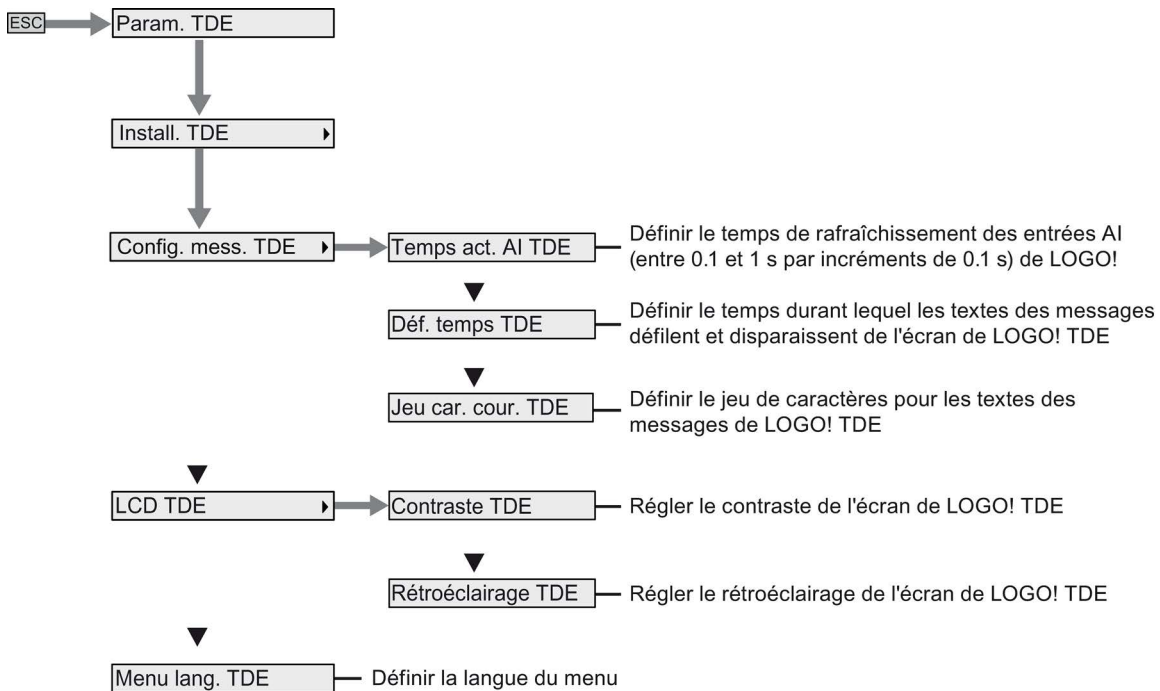 ESC
Param. TDE
Install. TDE
Config. mess. TDE
Temps act. AI TDE
Définir le temps de rafraîchissement des entrées AI
(entre 0.1 et 1 s par incréments de 0.1 s) de LOGO!
Déf. temps TDE
Définir le temps durant lequel les textes des messages
défilent et disparaissent de l'écran de LOGO! TDE
Jeu car. cour. TDE
Définir le jeu de caractères pour les textes des
messages de LOGO! TDE
LCD TDE
Contraste TDE
Régler le contraste de l'écran de LOGO! TDE
Rétroéclairage TDE
Régler le rétroéclairage de l'écran de LOGO! TDE
Menu lang. TDE
Définir la langue du menu